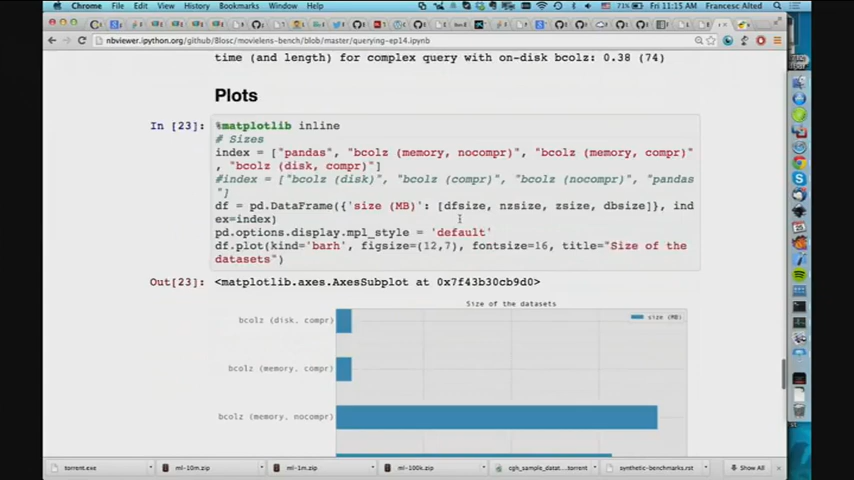 Chrome File Edit View History Bookmarks Window Help
Fri 11:15 AM Francesc Alted
nbviewer.ipython.org/github/Blosc/movielens-bench/blob/master/querying-ep14.ipynb
time (and length) for complex query with on-disk bcolz: 0.38 (74)
Plots
In [23]:
%matplotlib inline
# Sizes
index = ["pandas", "bcolz (memory, nocompr)", "bcolz (memory, compr)"
, "bcolz (disk, compr)"]
#index = ["bcolz (disk)", "bcolz (compr)", "bcolz (nocompr)", "pandas
"]
df = pd.DataFrame({'size (MB)': [dfsize, nzsize, zsize, dbsize]}, ind
ex=index)
pd.options.display.mpl_style = 'default'
df.plot(kind='barh', figsize=(12,7), fontsize=16, title="Size of the
datasets")
Out[23]:
<matplotlib.axes.AxesSubplot at 0x7f43b30cb9d0>
Size of the datasets
size (MB)
bcolz (disk, compr)
bcolz (memory, compr)
bcolz (memory, nocompr)
torrent.exe
ml-10m.zip
ml-1m.zip
ml-100k.zip
cgh_sample_datat....torrent
synthetic-benchmarks.rst
Show All